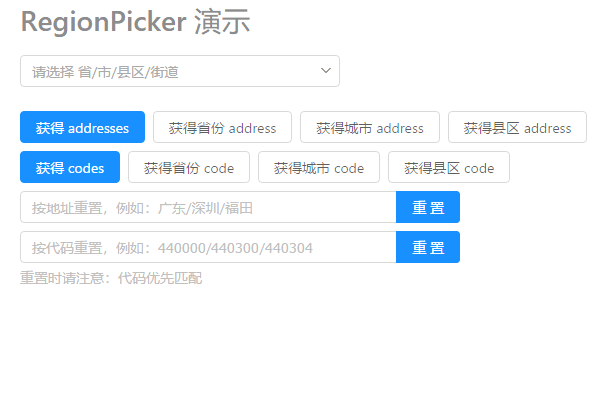 RegionPicker 演示
请选择 省/市/县区/街道
获得 addresses 获得省份 address 获得城市 address 获得县区 address
获得 codes 获得省份 code 获得城市 code 获得县区 code
按地址重置，例如：广东/深圳/福田 重 置
按代码重置，例如：440000/440300/440304 重 置
重置时请注意：代码优先匹配